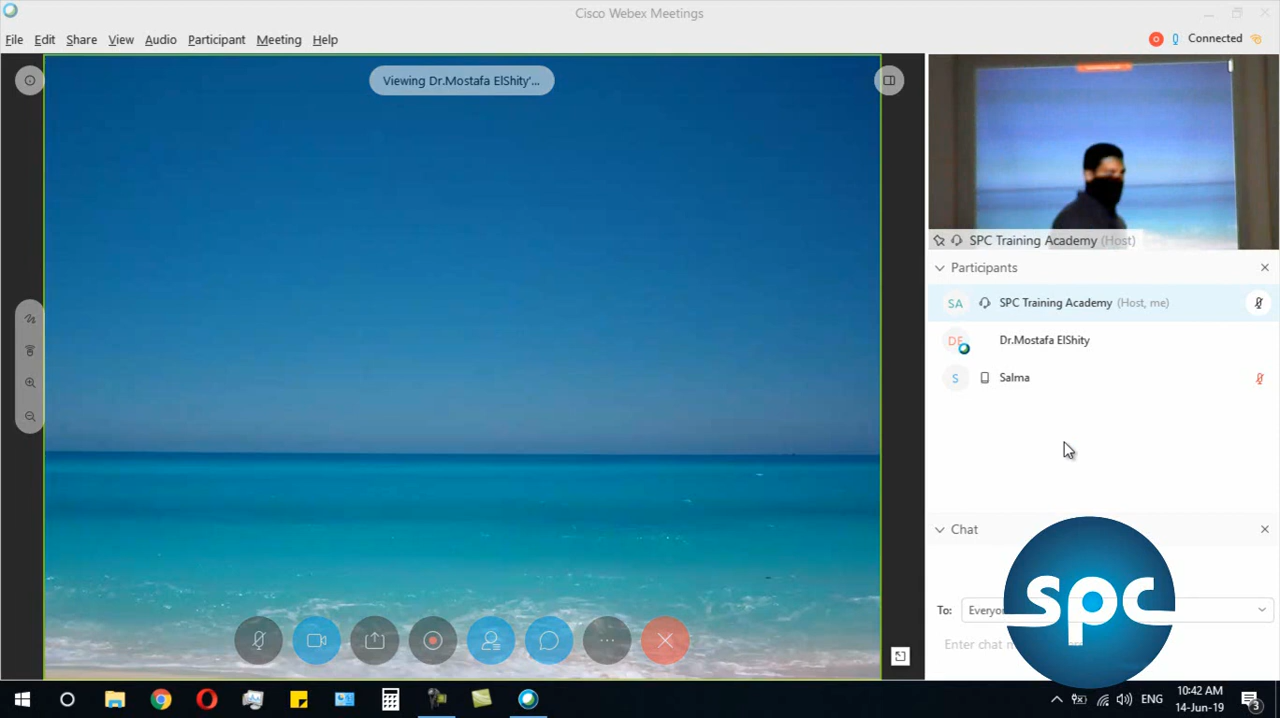 Cisco Webex Meetings
File Edit Share View Audio Participant Meeting Help
Connected
Viewing Dr.Mostafa ElShity'...
SPC Training Academy (Host)
Participants
SA SPC Training Academy (Host, me)
DE Dr.Mostafa ElShity
S Salma
Chat
To: Everyo
Enter chat
spc
ENG
10:42 AM
14-Jun-19
3